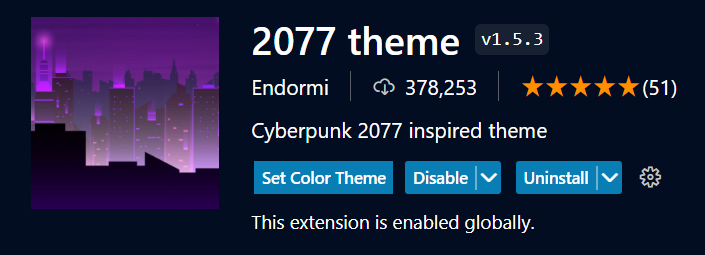 2077 theme v1.5.3
Endormi 378,253 (51)
Cyberpunk 2077 inspired theme
Set Color Theme Disable Uninstall
This extension is enabled globally.